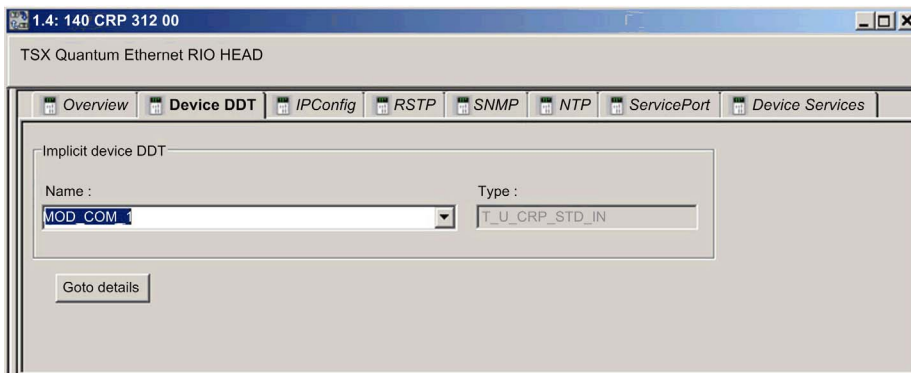 1.4: 140 CRP 312 00
TSX Quantum Ethernet RIO HEAD
Overview Device DDT IPConfig RSTP SNMP NTP ServicePort Device Services
Implicit device DDT
Name : Type :
MOD_COM_1 T_U_CRP_STD_IN
Goto details